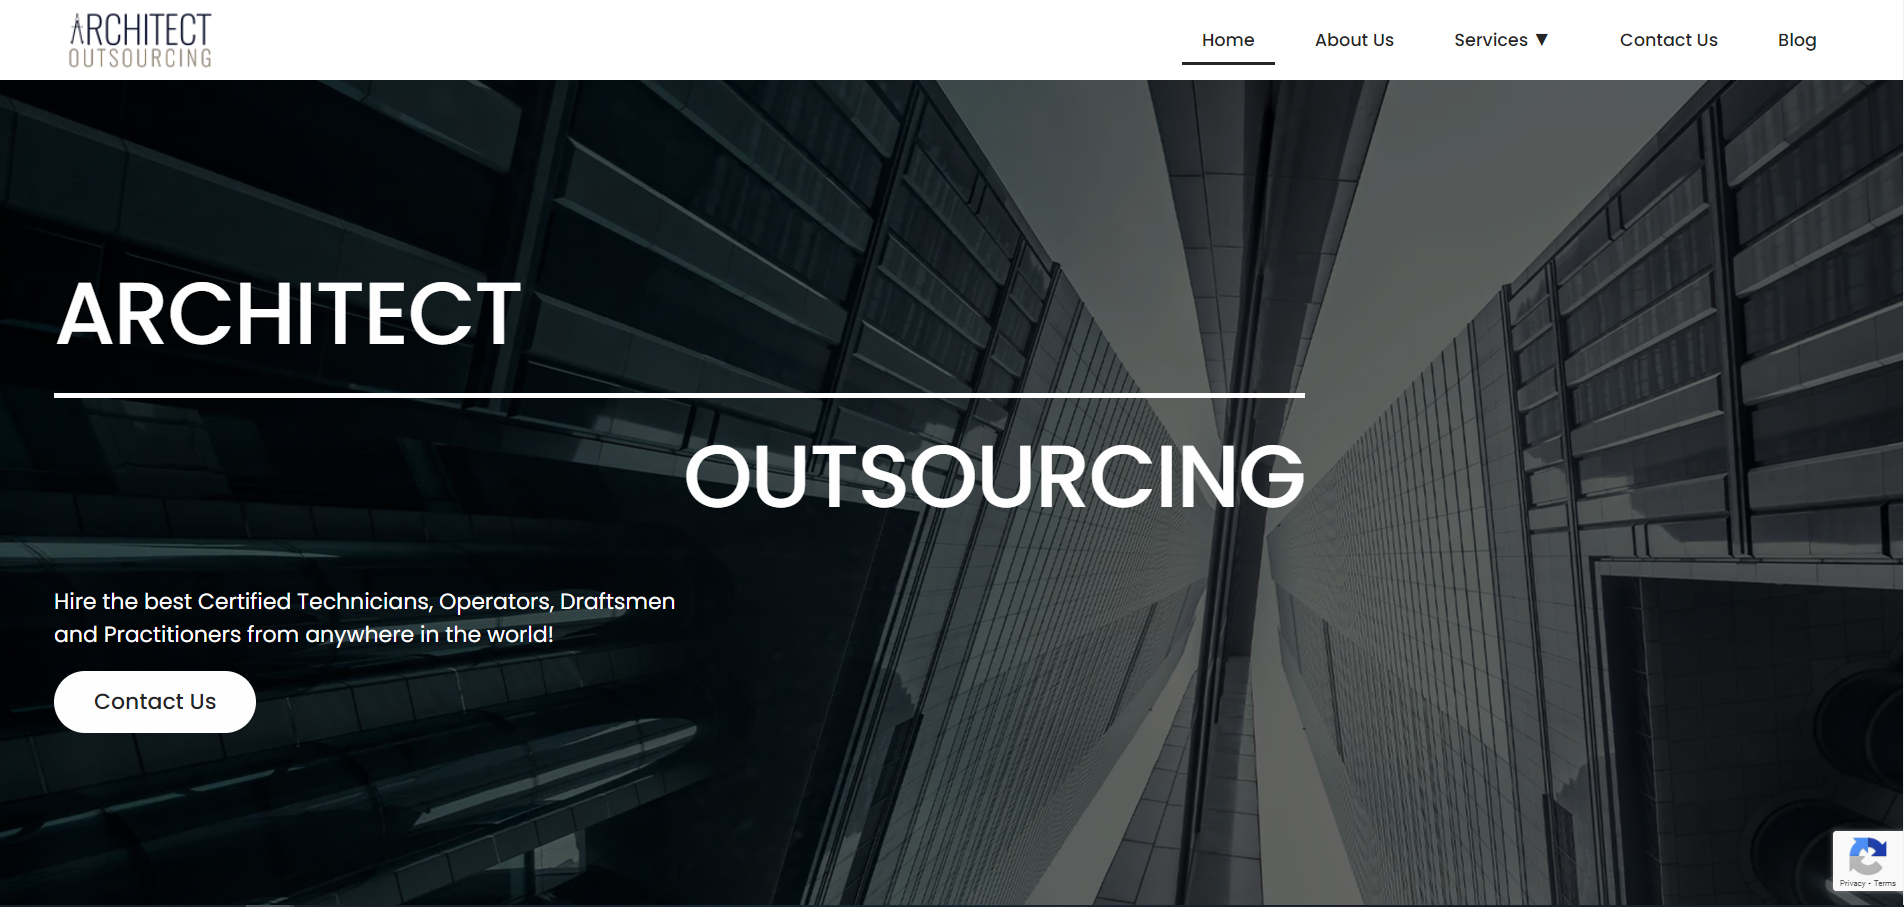 ARCHITECT
OUTSOURCING
Home About Us Services ▼ Contact Us Blog
ARCHITECT
OUTSOURCING
Hire the best Certified Technicians, Operators, Draftsmen
and Practitioners from anywhere in the world!
Contact Us
Privacy - Terms